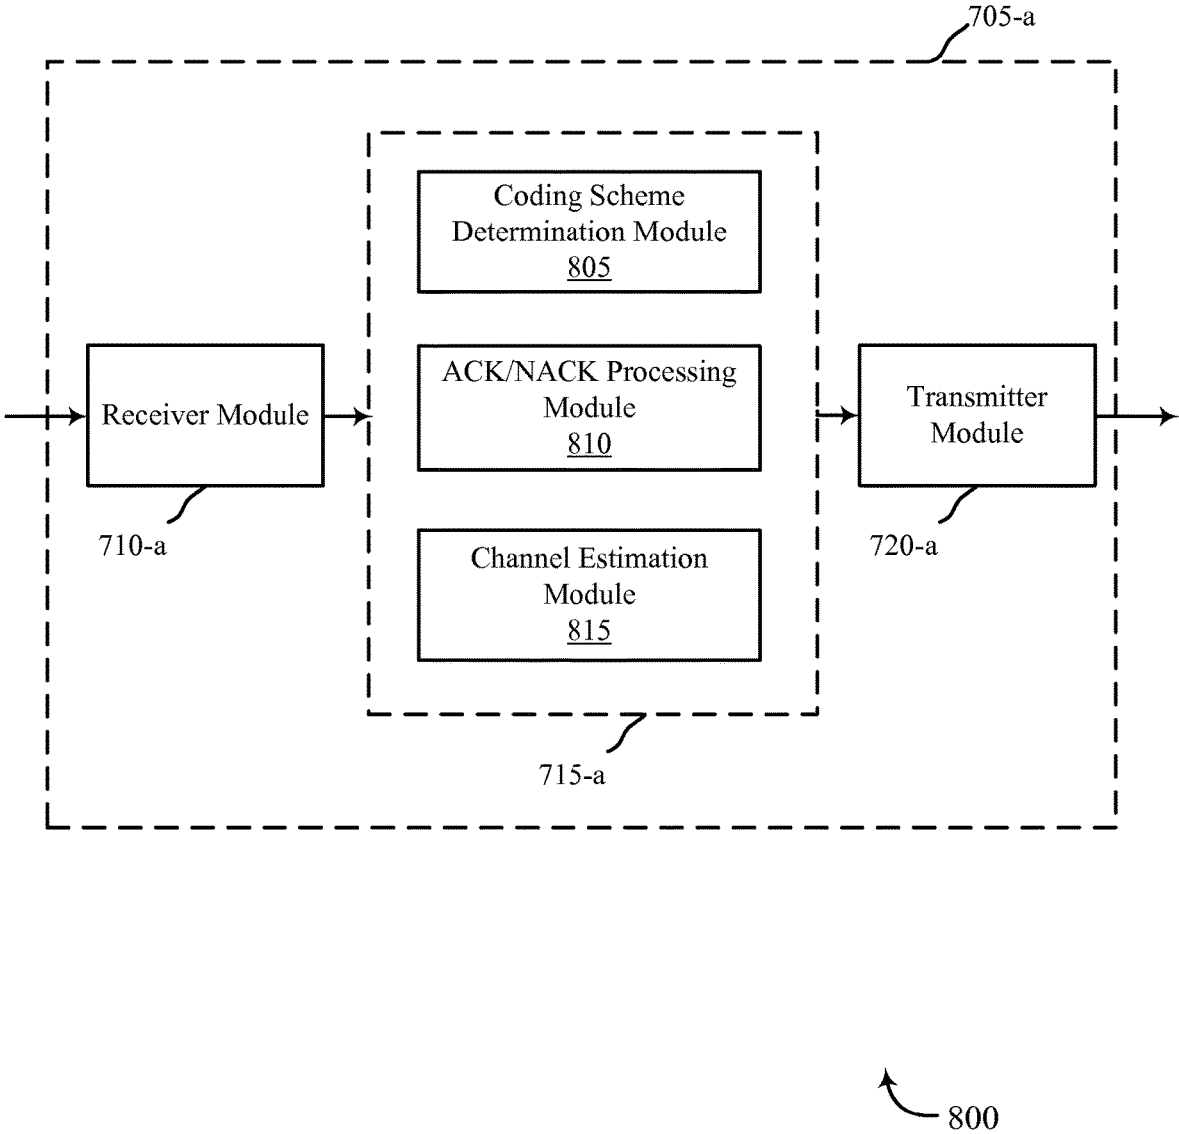 705-a
Coding Scheme
Determination Module
805
ACK/NACK Processing
Module
810
Receiver Module
Transmitter
Module
710-a
720-a
Channel Estimation
Module
815
715-a
800